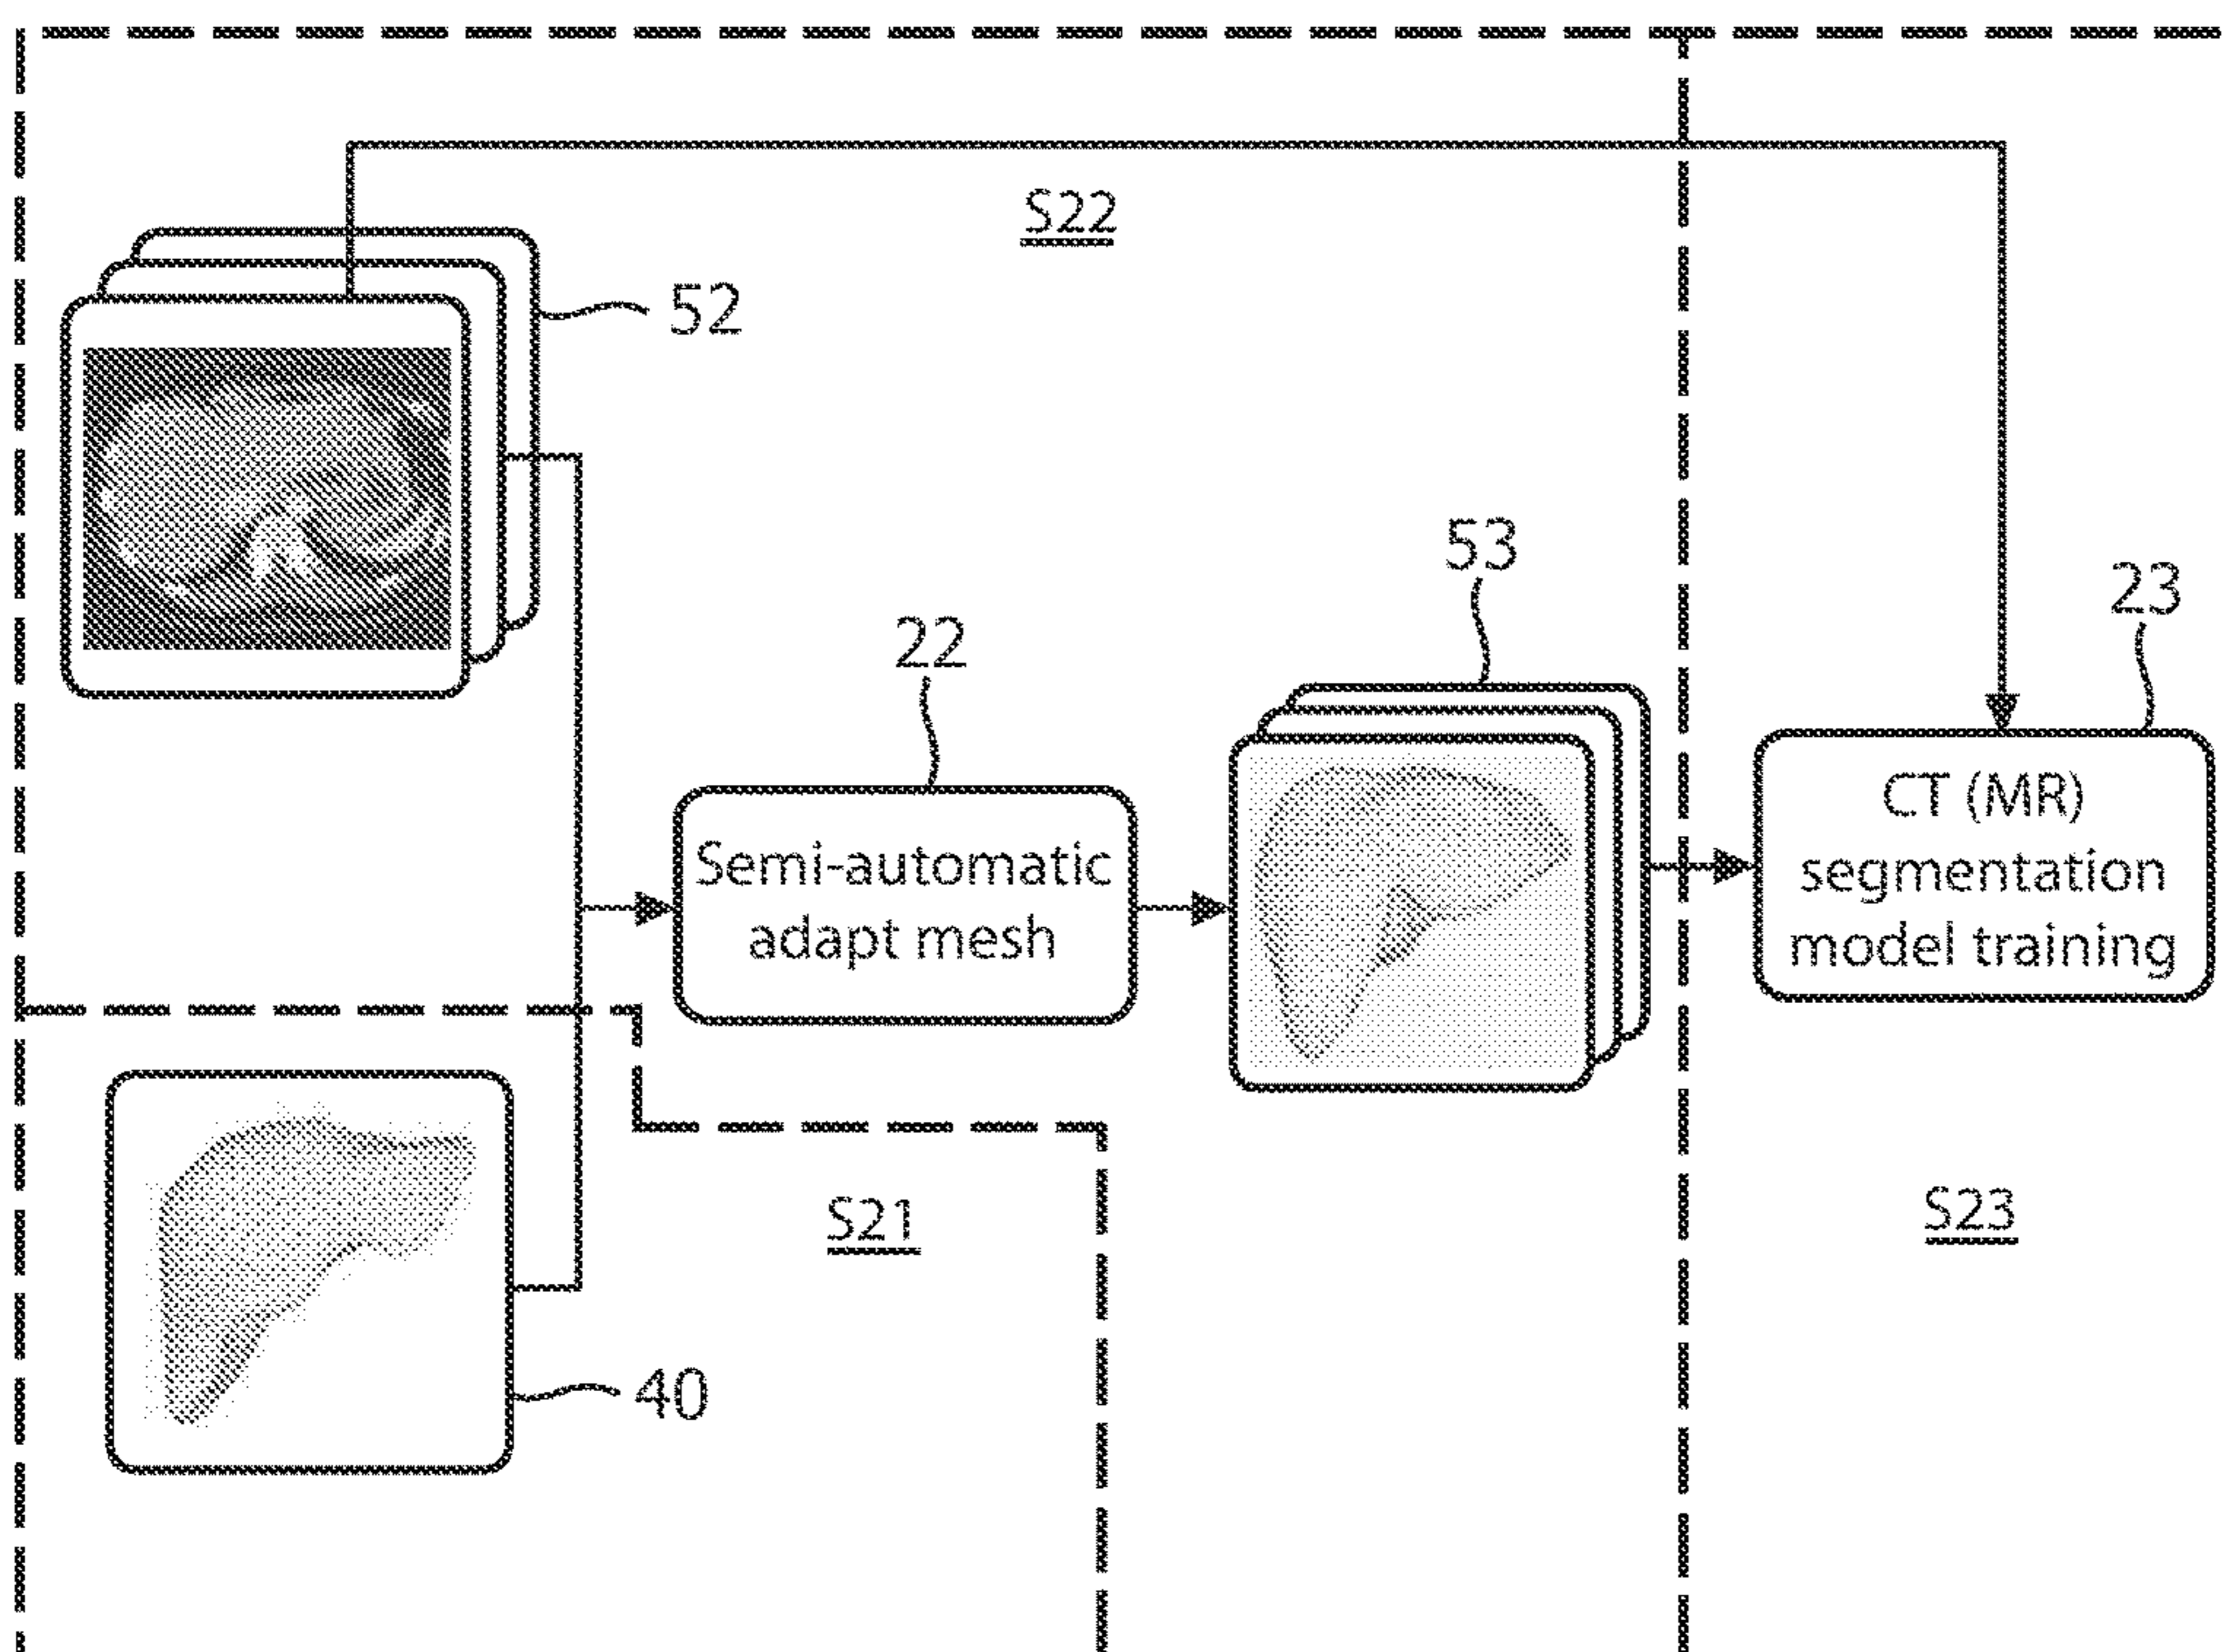 S22
52
53
23
22
CT (MR)
segmentation
model training
Semi-automatic
adapt mesh
S21
S23
40